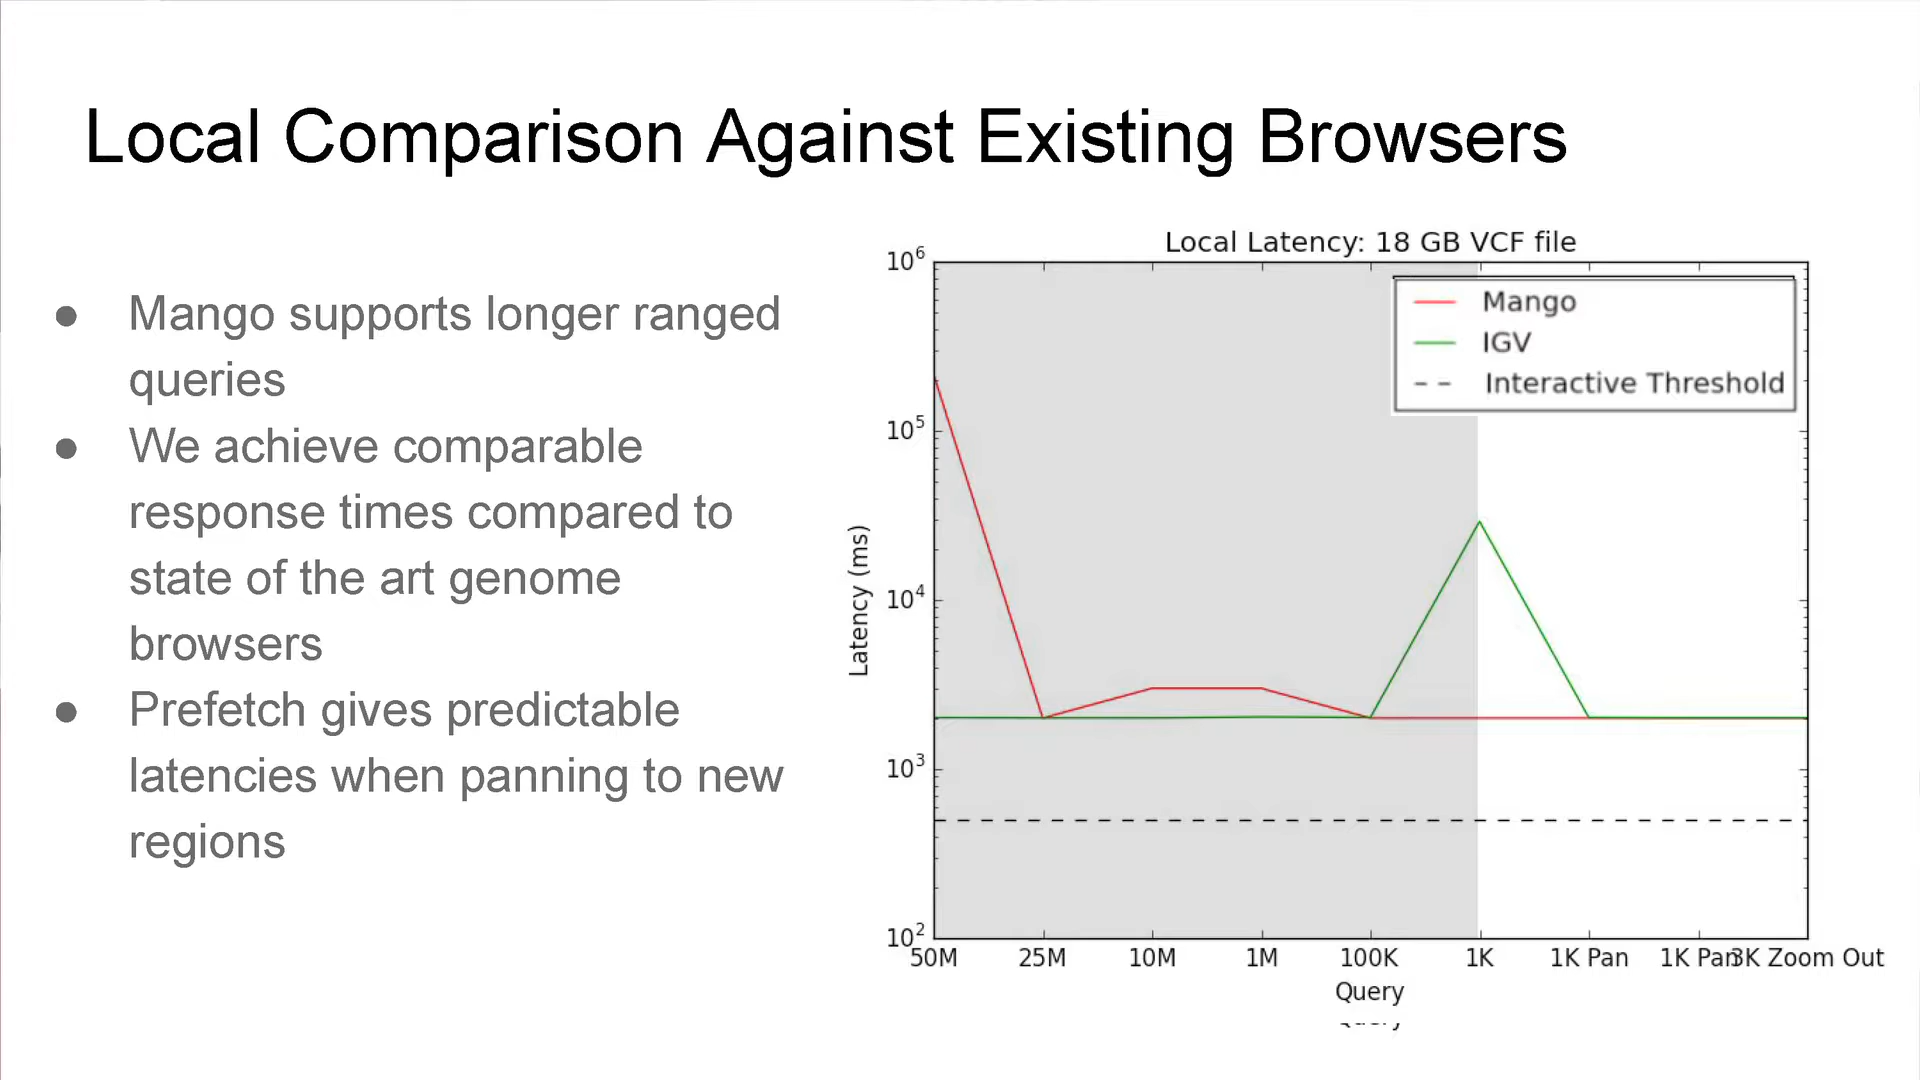 Local Comparison Against Existing Browsers
● Mango supports longer ranged
queries
● We achieve comparable
response times compared to
state of the art genome
browsers
● Prefetch gives predictable
latencies when panning to new
regions
Local Latency: 18 GB VCF file
Mango
IGV
Interactive Threshold
Latency (ms)
10^6
10^5
10^4
10^3
10^2
50M 25M 10M 1M 100K 1K 1K Pan 1K Pan 3K Zoom Out
Query